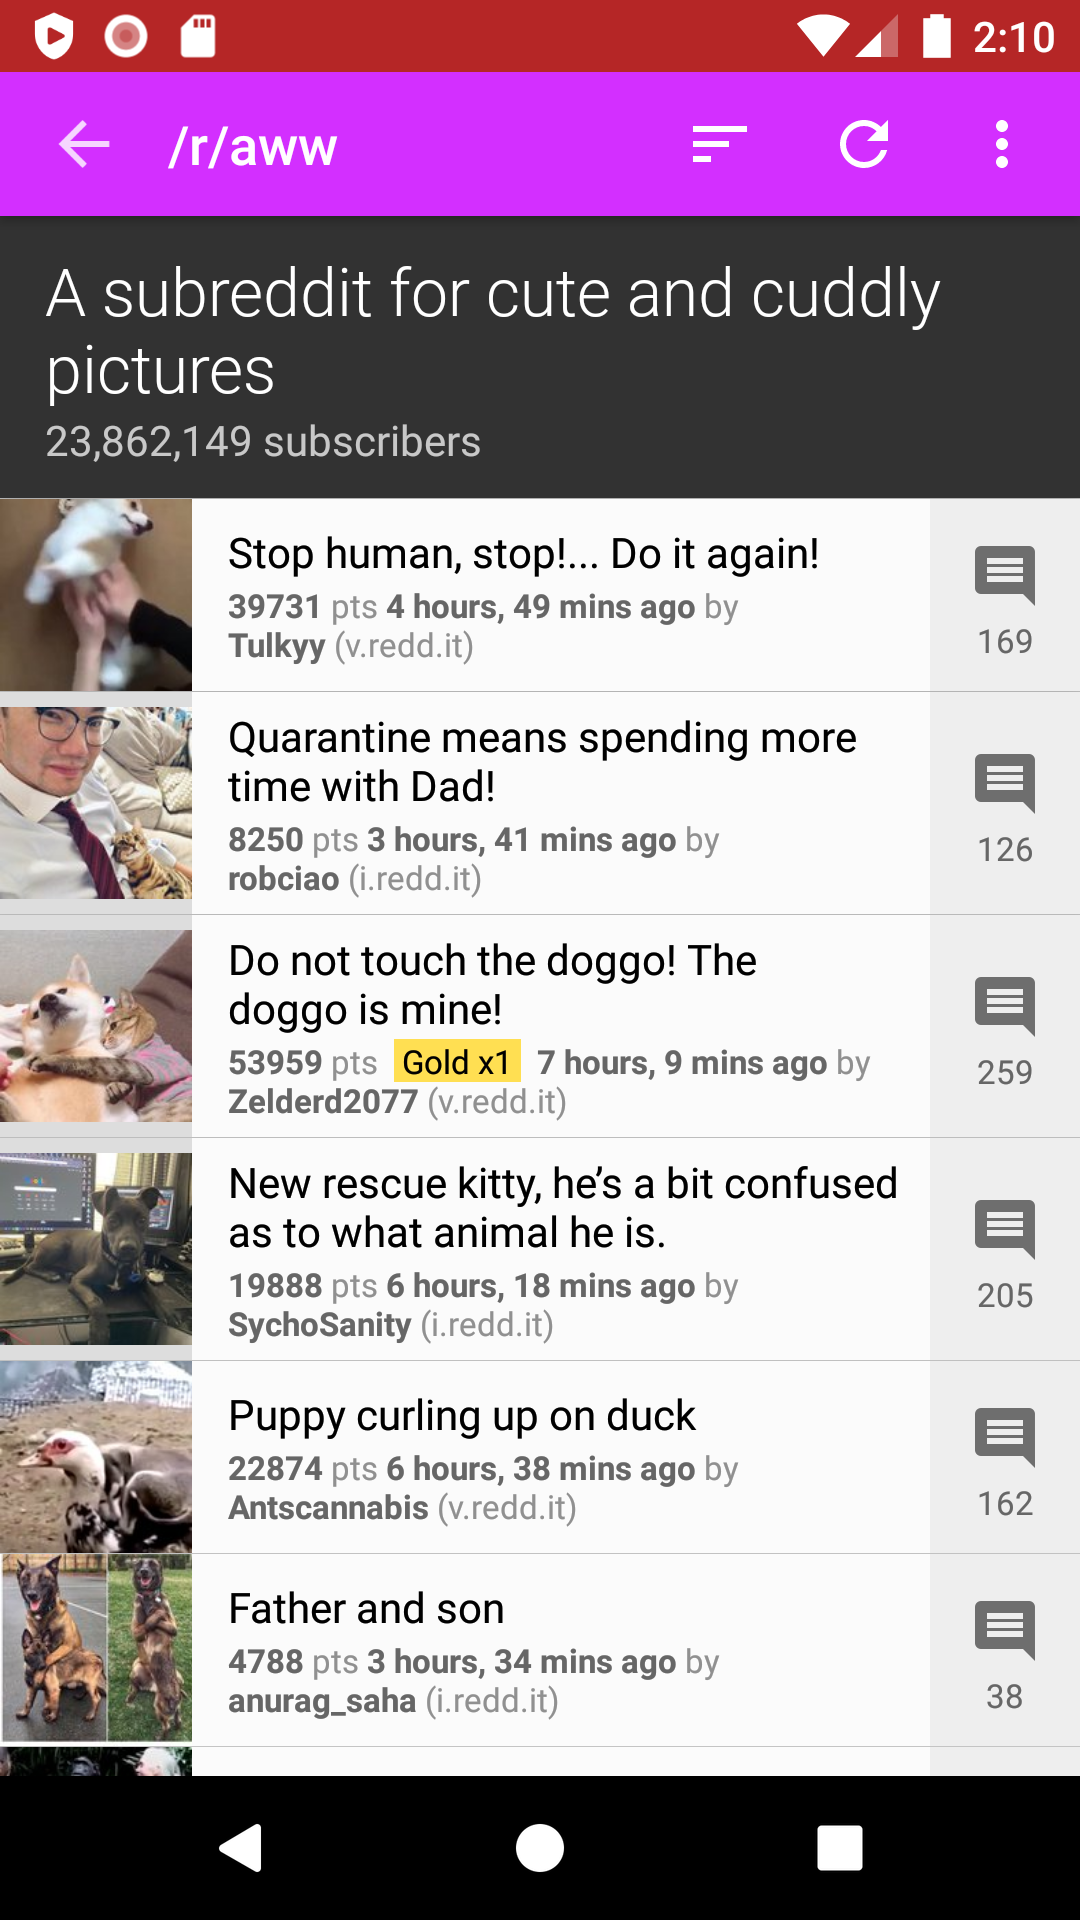 2:10
/r/aww
A subreddit for cute and cuddly
pictures
23,862,149 subscribers
Stop human, stop!... Do it again!
39731 pts 4 hours, 49 mins ago by
Tulkyy (v.redd.it)
169
Quarantine means spending more
time with Dad!
8250 pts 3 hours, 41 mins ago by
robciao (i.redd.it)
126
Do not touch the doggo! The
doggo is mine!
53959 pts Gold x1 7 hours, 9 mins ago by
Zelderd2077 (v.redd.it)
259
New rescue kitty, he’s a bit confused
as to what animal he is.
19888 pts 6 hours, 18 mins ago by
SychoSanity (i.redd.it)
205
Puppy curling up on duck
22874 pts 6 hours, 38 mins ago by
Antscannabis (v.redd.it)
162
Father and son
4788 pts 3 hours, 34 mins ago by
anurag_saha (i.redd.it)
38